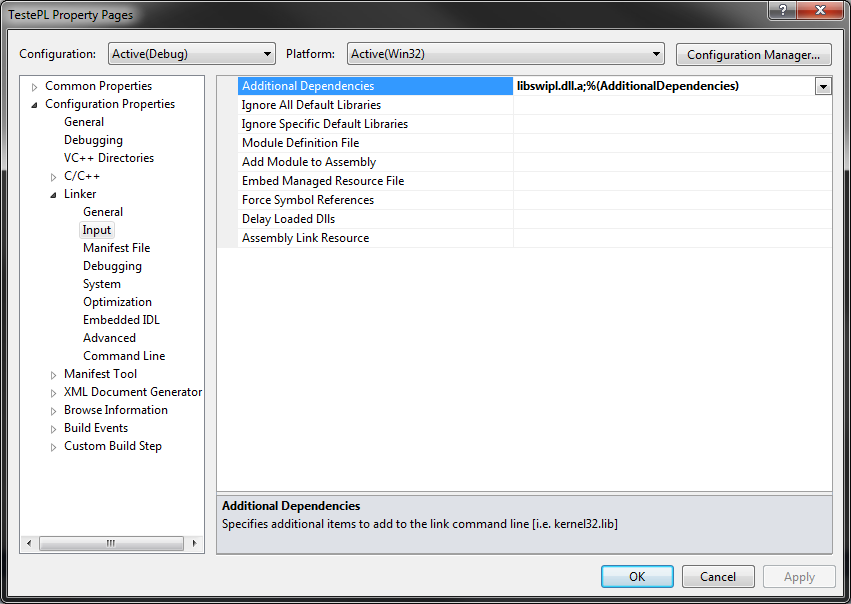 TestePL Property Pages
Configuration: Active(Debug) Platform: Active(Win32) Configuration Manager...
Common Properties
Configuration Properties
General
Debugging
VC++ Directories
C/C++
Linker
General
Input
Manifest File
Debugging
System
Optimization
Embedded IDL
Advanced
Command Line
Manifest Tool
XML Document Generator
Browse Information
Build Events
Custom Build Step
Additional Dependencies libswipl.dll.a;%(AdditionalDependencies)
Ignore All Default Libraries
Ignore Specific Default Libraries
Module Definition File
Add Module to Assembly
Embed Managed Resource File
Force Symbol References
Delay Loaded Dlls
Assembly Link Resource
Additional Dependencies
Specifies additional items to add to the link command line [i.e. kernel32.lib]
OK Cancel Apply